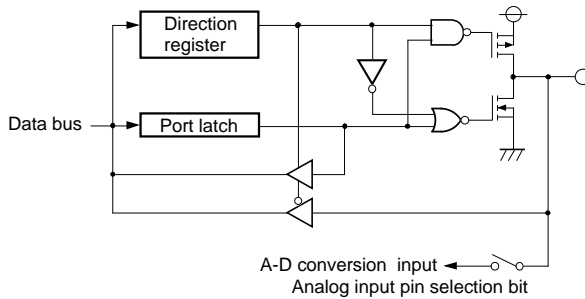 Direction
register
Data bus
Port latch
A-D conversion input
Analog input pin selection bit